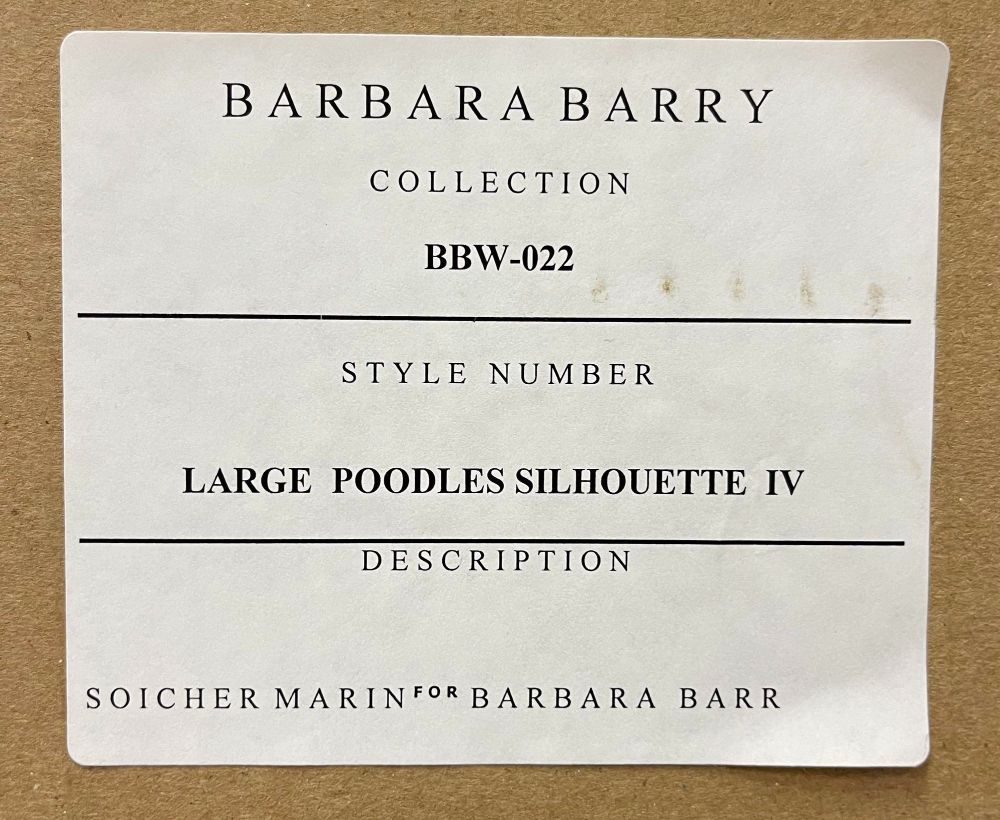 BARBARA BARRY
COLLECTION
BBW-022
STYLE NUMBER
LARGE POODLES SILHOUETTE IV
DESCRIPTION
SOICHER MARIN FOR BARBARA BARR